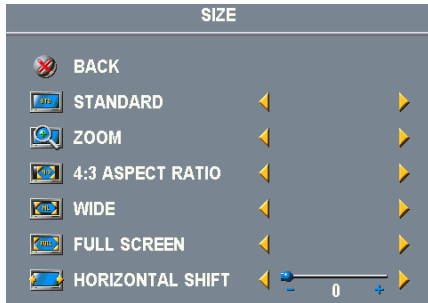 SIZE
BACK
STANDARD
ZOOM
4:3 ASPECT RATIO
WIDE
FULL SCREEN
HORIZONTAL SHIFT - 0 +